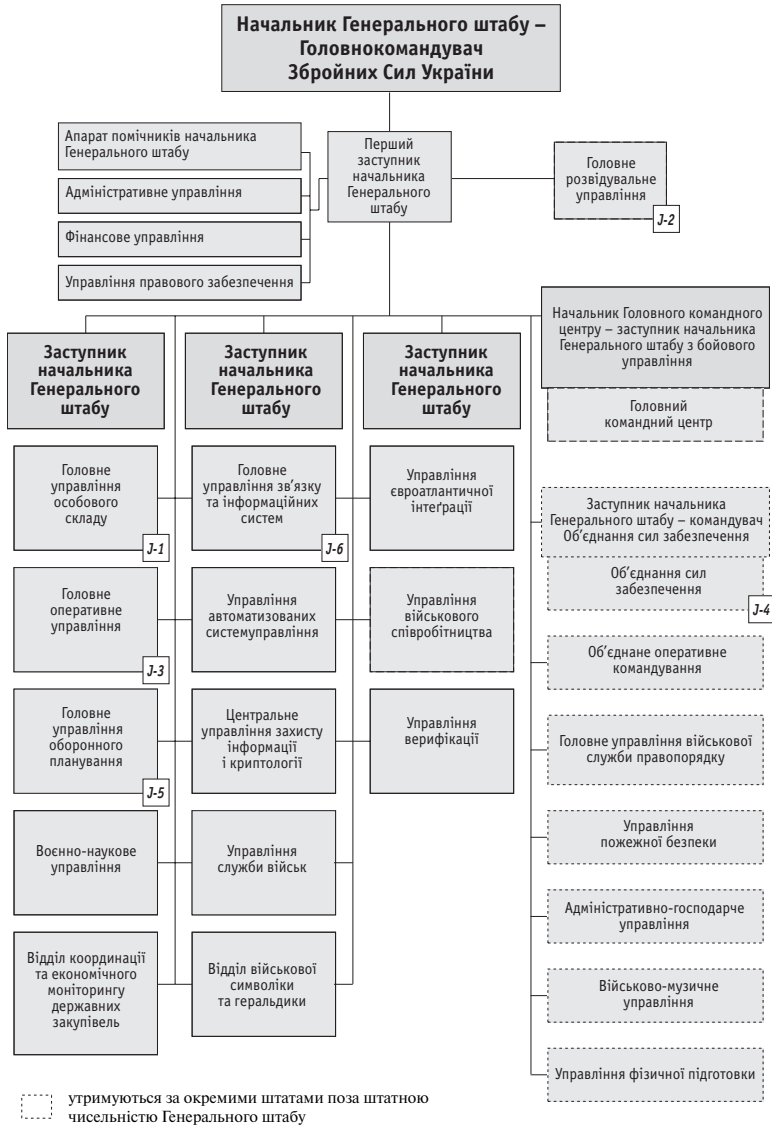 Начальник Генерального штабу –
Головнокомандувач
Збройних Сил України
Апарат помічників начальника
Генерального штабу
Адміністративне управління
Фінансове управління
Управління правового забезпечення
Перший
заступник
начальника
Генерального
штабу
Головне
розвідувальне
управління
J-2
Заступник
начальника
Генерального
штабу
Головне
управління
особового
складу
J-1
Головне
оперативне
управління
J-3
Головне
управління
оборонного
планування
J-5
Воєнно-наукове
управління
Відділ координації
та економічного
моніторингу
державних
закупівель
Заступник
начальника
Генерального
штабу
Головне
управління зв'язку
та інформаційних
систем
J-6
Управління
автоматизованих
системуправління
Центральне
управління захисту
інформації
і криптології
Управління
служби військ
Відділ військової
символіки
та геральдики
Заступник
начальника
Генерального
штабу
Управління
євроатлантичної
інтеґрації
Управління
військового
співробітництва
Управління
верифікації
Начальник Головного командного
центру – заступник начальника
Генерального штабу з бойового
управління
Головний
командний центр
Заступник начальника
Генерального штабу – командувач
Об'єднання сил забезпечення
Об'єднання сил
забезпечення
J-4
Об'єднане оперативне
командування
Головне управління військової
служби правопорядку
Управління
пожежної безпеки
Адміністративно-господарче
управління
Військово-музичне
управління
Управління фізичної підготовки
утримуються за окремими штатами поза штатною
чисельністю Генерального штабу